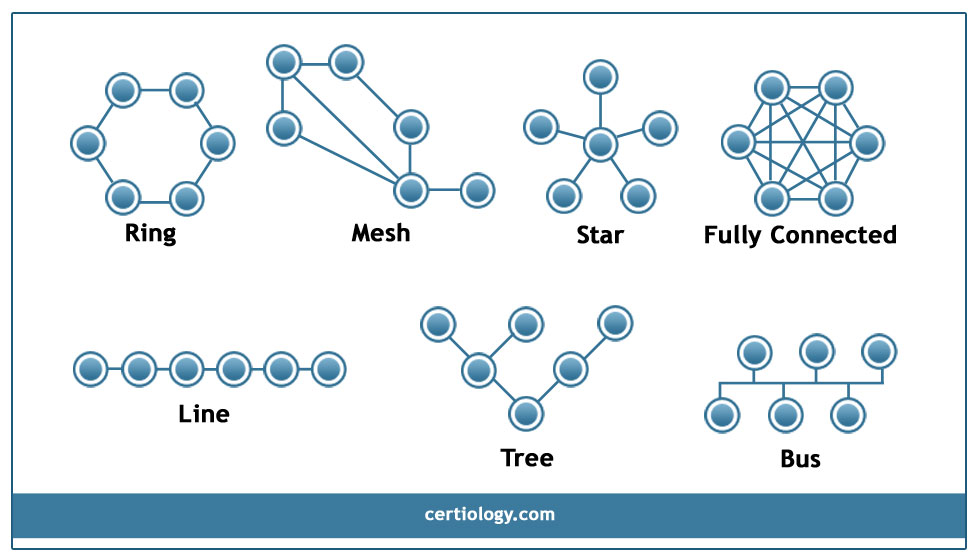 Ring
Mesh
Star
Fully Connected
Line
Tree
Bus
certiology.com